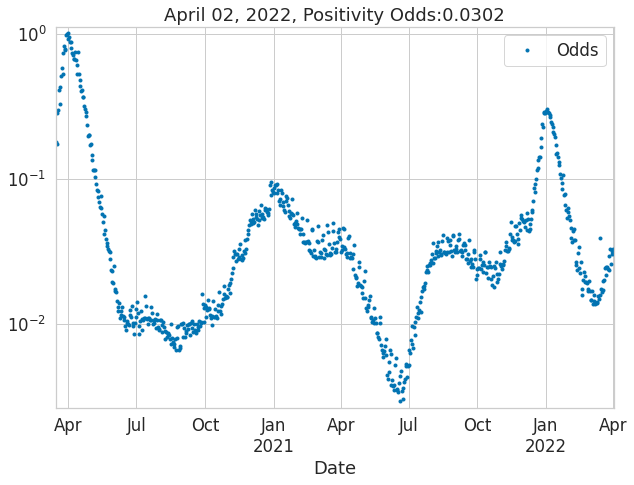 April 02, 2022, Positivity Odds:0.0302
Odds
10⁰
10⁻¹
10⁻²
Apr Jul Oct Jan Apr Jul Oct Jan Apr
2021 2022
Date